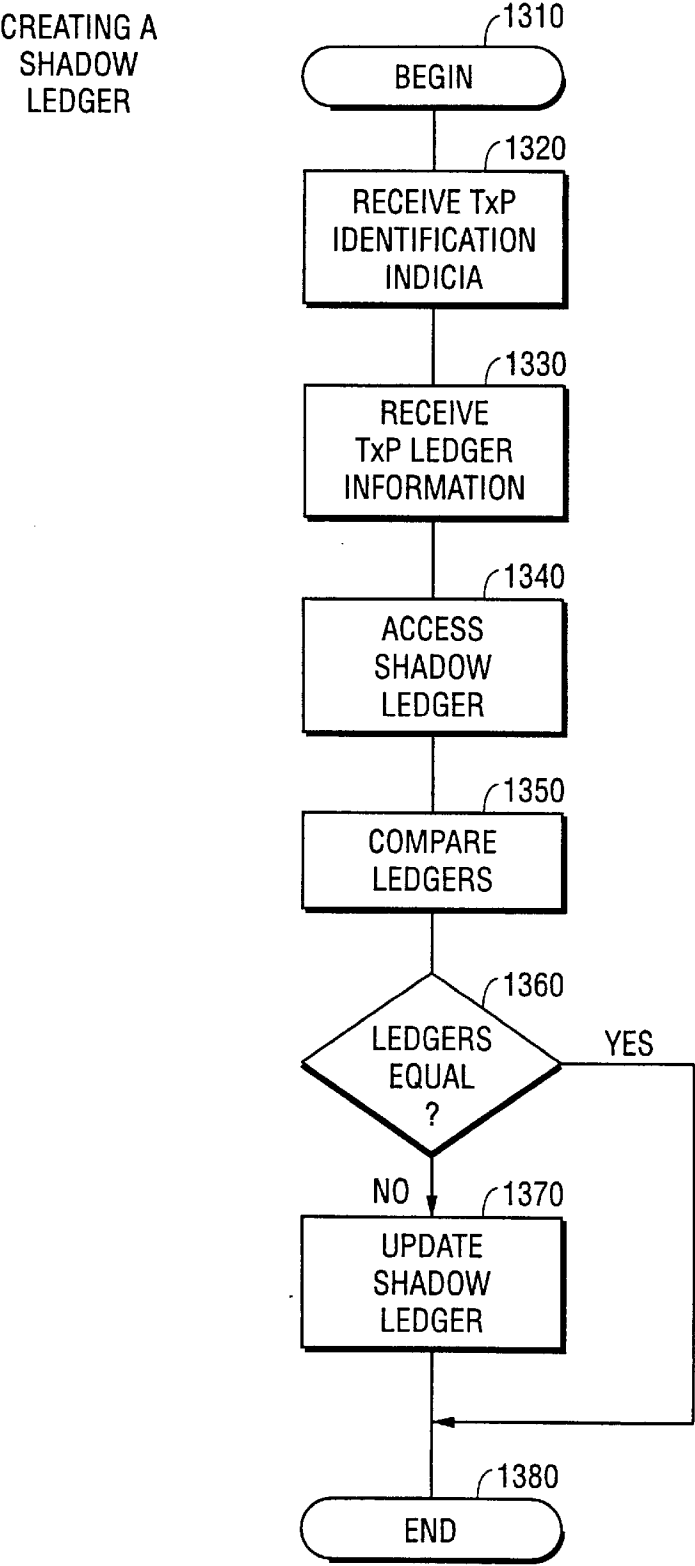 CREATING A
SHADOW
LEDGER
1310
BEGIN
1320
RECEIVE TxP
IDENTIFICATION
INDICIA
1330
RECEIVE
TxP LEDGER
INFORMATION
1340
ACCESS
SHADOW
LEDGER
1350
COMPARE
LEDGERS
1360
LEDGERS
EQUAL
?
YES
NO
1370
UPDATE
SHADOW
LEDGER
1380
END